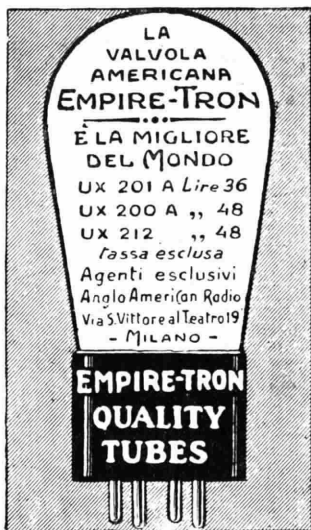 LA
VALVOLA
AMERICANA
EMPIRE-TRON
È LA MIGLIORE
DEL MONDO
UX 201 A Lire 36
UX 200 A ,, 48
UX 212 ,, 48
tassa esclusa
Agenti esclusivi
Anglo American Radio
Via S. Vittore al Teatro 19
- MILANO -
EMPIRE-TRON
QUALITY
TUBES